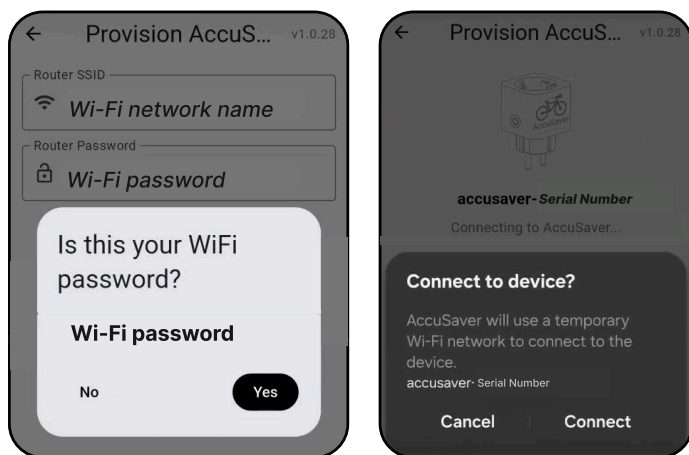 Provision AccuS... v1.0.28
Router SSID
Wi-Fi network name
Router Password
Wi-Fi password
Is this your WiFi
password?
Wi-Fi password
No Yes
Provision AccuS... v1.0.28
AccuSaver
accusaver-Serial Number
Connecting to AccuSaver...
Connect to device?
AccuSaver will use a temporary
Wi-Fi network to connect to the
device.
accusaver- Serial Number
Cancel Connect